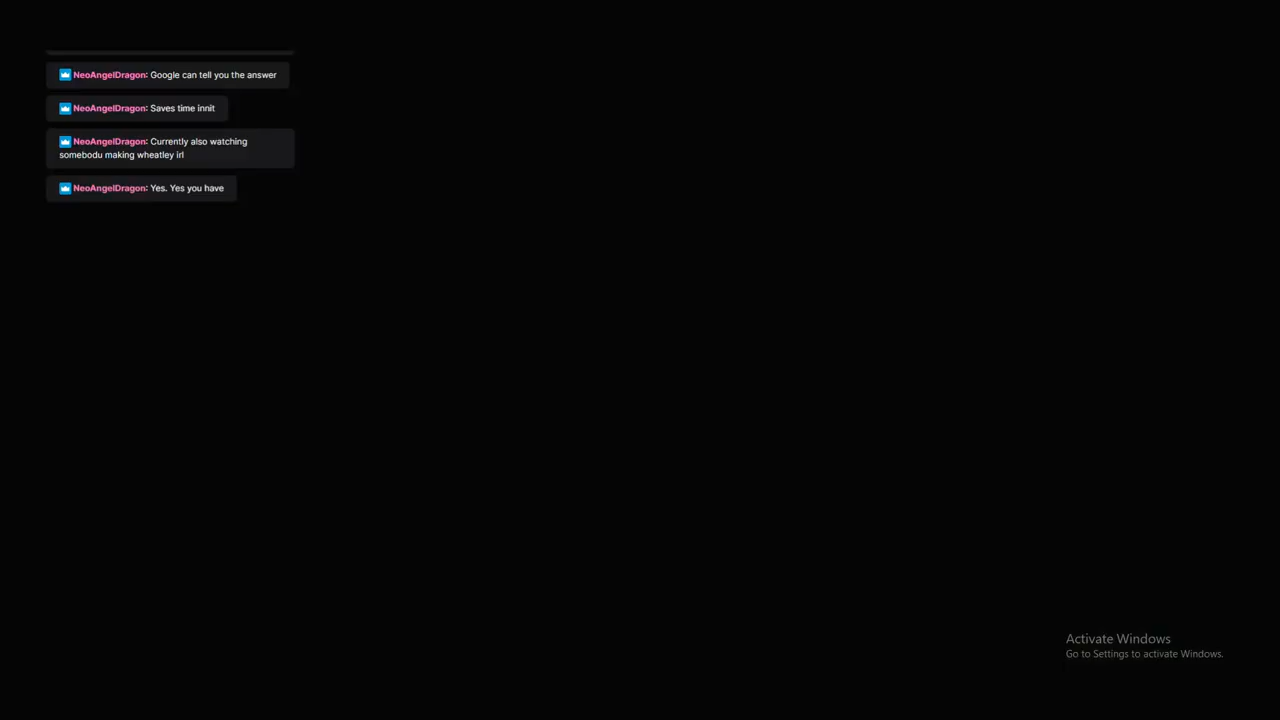 NeoAngelDragon: Google can tell you the answer
NeoAngelDragon: Saves time innit
NeoAngelDragon: Currently also watching
somebodu making wheatley irl
NeoAngelDragon: Yes. Yes you have
Activate Windows
Go to Settings to activate Windows.